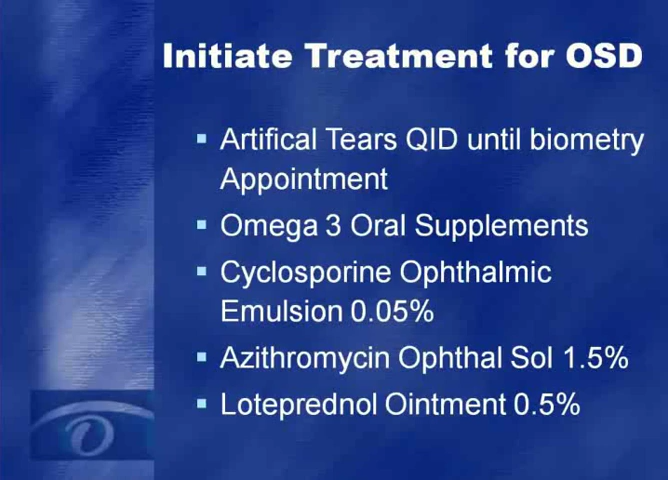 Initiate Treatment for OSD
▪ Artifical Tears QID until biometry
Appointment
▪ Omega 3 Oral Supplements
▪ Cyclosporine Ophthalmic
Emulsion 0.05%
▪ Azithromycin Ophthal Sol 1.5%
▪ Loteprednol Ointment 0.5%